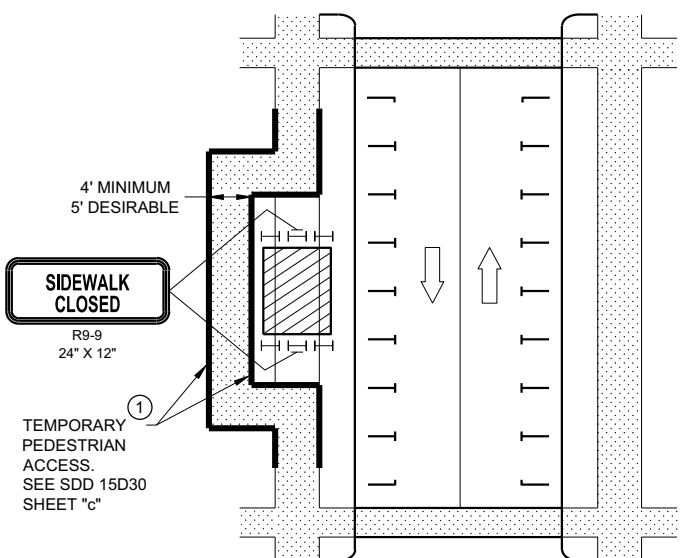 4' MINIMUM
5' DESIRABLE
SIDEWALK
CLOSED
R9-9
24" X 12"
1
TEMPORARY
PEDESTRIAN
ACCESS.
SEE SDD 15D30
SHEET "c"